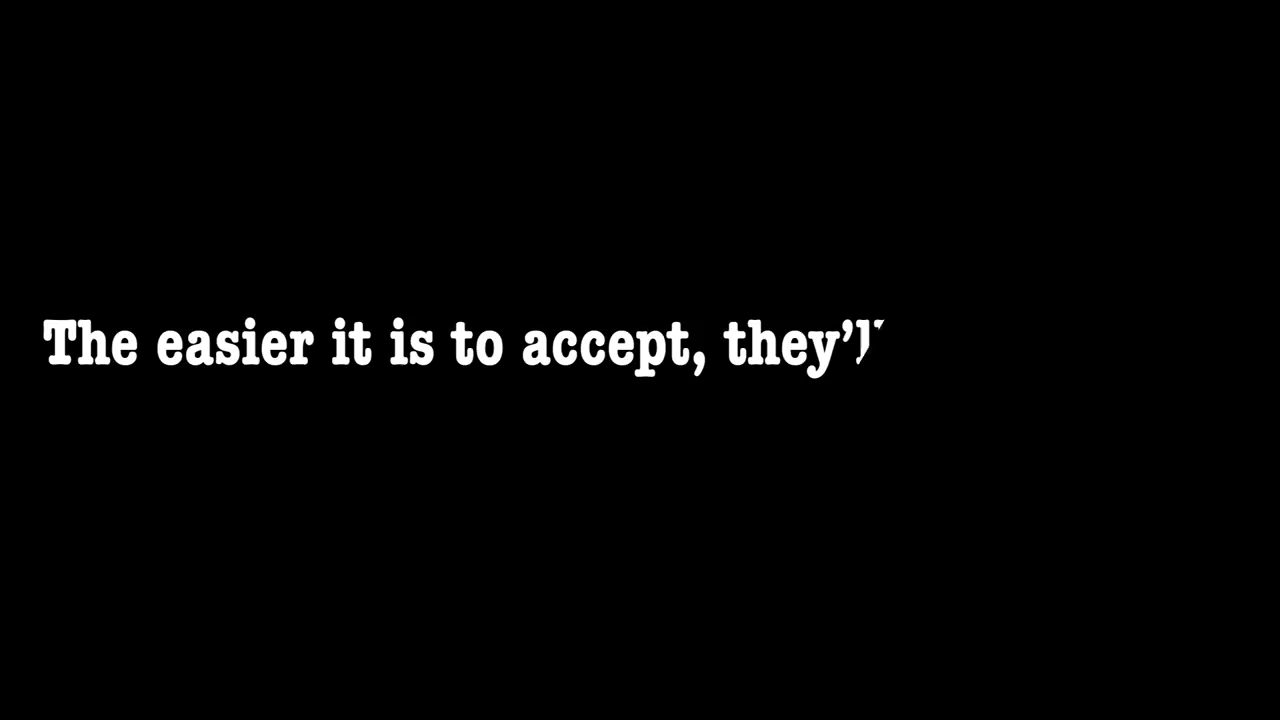 The easier it is to accept, they’l